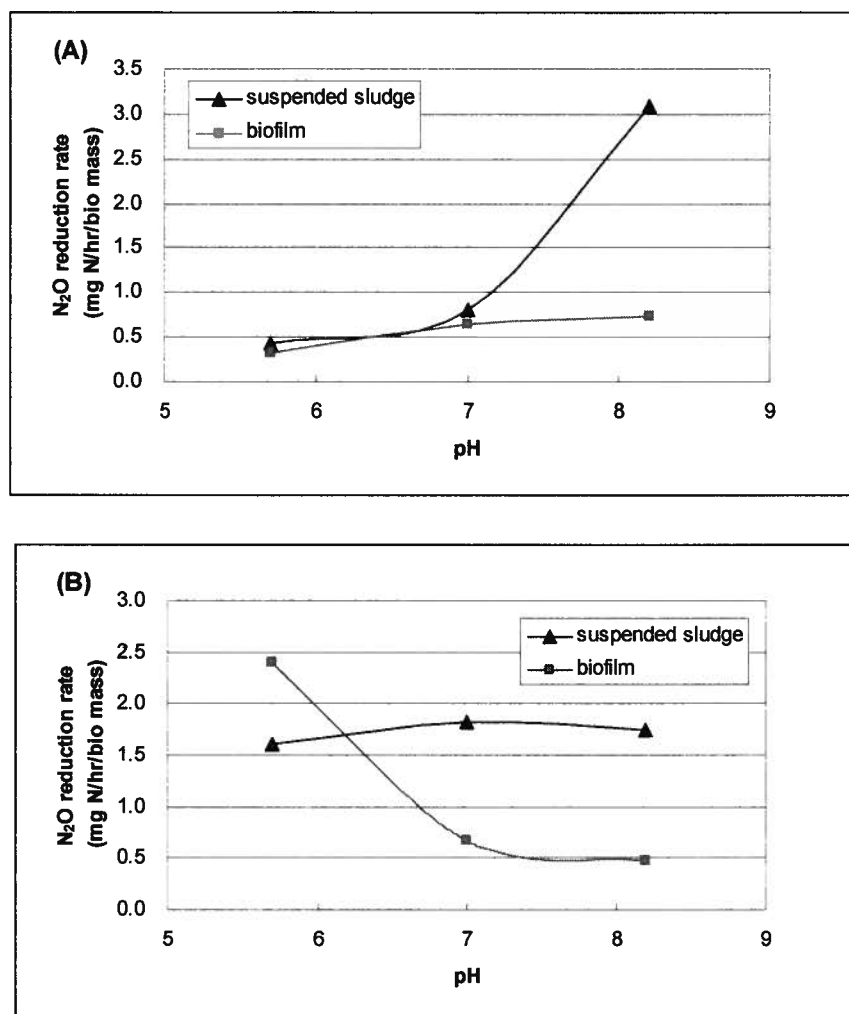 (A)
3.5
3.0
2.5
2.0
1.5
1.0
0.5
0.0
suspended sludge
biofilm
N₂O reduction rate
(mg N/hr/bio mass)
5 6 7 8 9
pH
(B)
3.0
2.5
2.0
1.5
1.0
0.5
0.0
suspended sludge
biofilm
N₂O reduction rate
(mg N/hr/bio mass)
5 6 7 8 9
pH